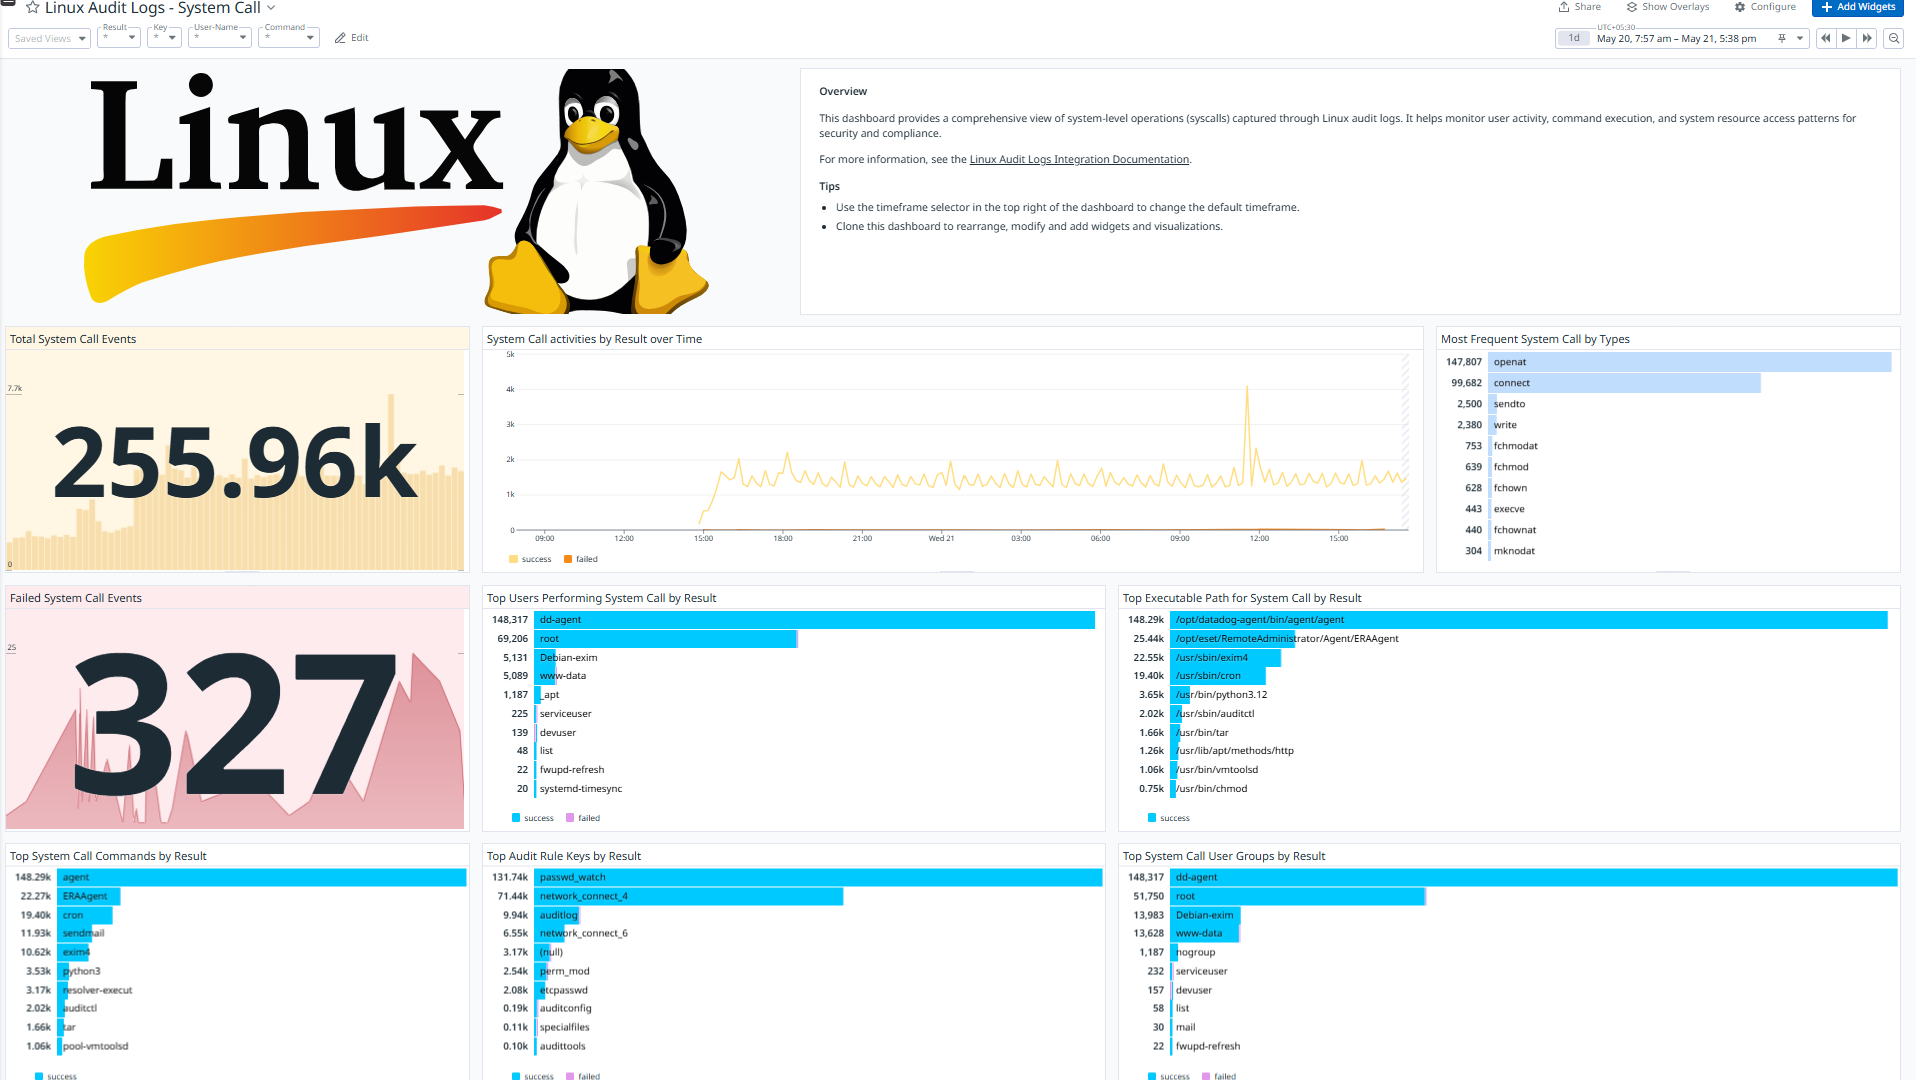 Linux Audit Logs - System Call
Share
Show Overlays
Configure
+ Add Widgets
Saved Views
Result
*
Key
*
User-Name
*
Command
*
Edit
UTC+05:30
1d
May 20, 7:57 am – May 21, 5:38 pm
Linux
Overview
This dashboard provides a comprehensive view of system-level operations (syscalls) captured through Linux audit logs. It helps monitor user activity, command execution, and system resource access patterns for
security and compliance.
For more information, see the Linux Audit Logs Integration Documentation.
Tips
• Use the timeframe selector in the top right of the dashboard to change the default timeframe.
• Clone this dashboard to rearrange, modify and add widgets and visualizations.
Total System Call Events
7.7k
255.96k
0
System Call activities by Result over Time
5k
4k
3k
2k
1k
0
09:00 12:00 15:00 18:00 21:00 Wed 21 03:00 06:00 09:00 12:00 15:00
success failed
Most Frequent System Call by Types
147,807 openat
99,682 connect
2,500 sendto
2,380 write
753 fchmodat
639 fchmod
628 fchown
443 execve
440 fchownat
304 mknodat
Failed System Call Events
25
327
Top Users Performing System Call by Result
148,317 dd-agent
69,206 root
5,131 Debian-exim
5,089 www-data
1,187 _apt
225 serviceuser
139 devuser
48 list
22 fwupd-refresh
20 systemd-timesync
success failed
Top Executable Path for System Call by Result
148.29k /opt/datadog-agent/bin/agent/agent
25.44k /opt/eset/RemoteAdministrator/Agent/ERAAgent
22.55k /usr/sbin/exim4
19.40k /usr/sbin/cron
3.65k /usr/bin/python3.12
2.02k /usr/sbin/auditctl
1.66k /usr/bin/tar
1.26k /usr/lib/apt/methods/http
1.06k /usr/bin/vmtoolsd
0.75k /usr/bin/chmod
success
Top System Call Commands by Result
148.29k agent
22.27k ERAAgent
19.40k cron
11.93k sendmail
10.62k exim4
3.53k python3
3.17k resolver-execut
2.02k auditctl
1.66k tar
1.06k pool-vmtoolsd
success
Top Audit Rule Keys by Result
131.74k passwd_watch
71.44k network_connect_4
9.94k auditlog
6.55k network_connect_6
3.17k (null)
2.54k perm_mod
2.08k etcpasswd
0.19k auditconfig
0.11k specialfiles
0.10k audittools
success failed
Top System Call User Groups by Result
148,317 dd-agent
51,750 root
13,983 Debian-exim
13,628 www-data
1,187 nogroup
232 serviceuser
157 devuser
58 list
30 mail
22 fwupd-refresh
success failed